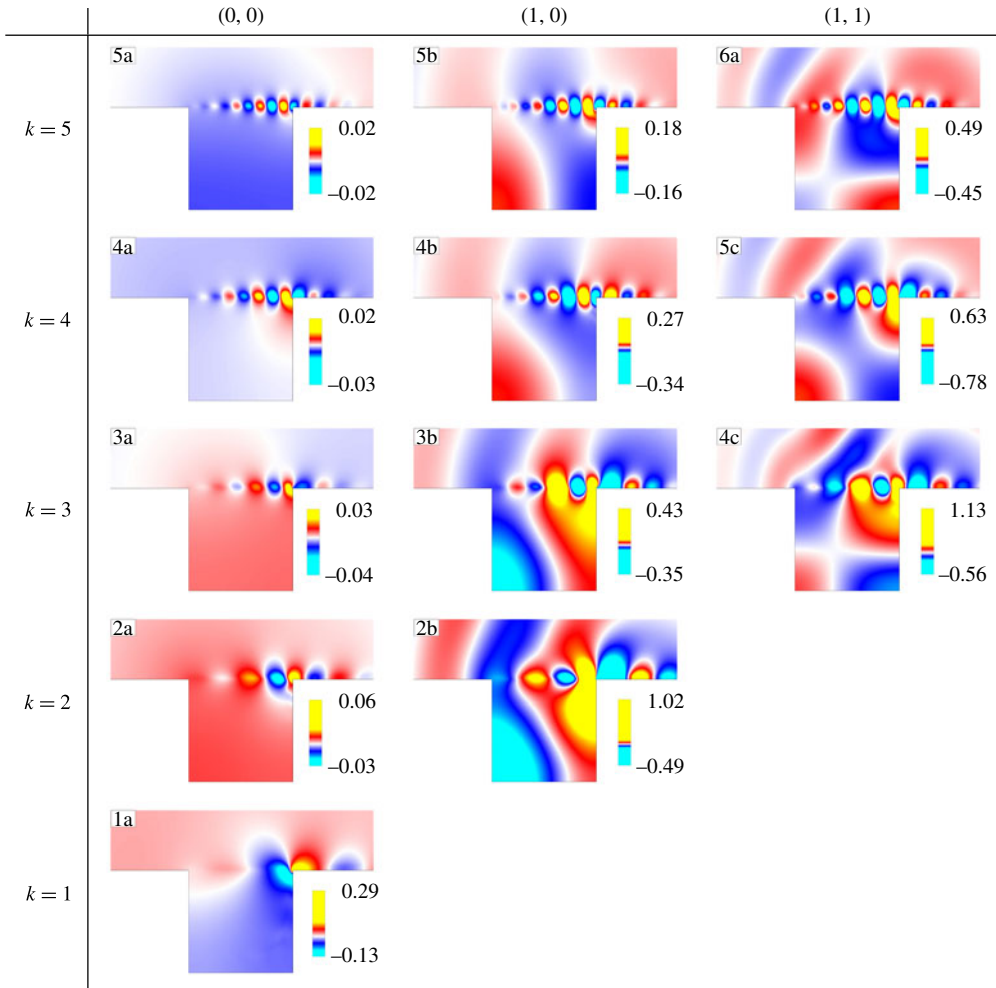 (0, 0) (1, 0) (1, 1)
5a 5b 6a
k = 5
0.02 0.18 0.49
–0.02 –0.16 –0.45
4a 4b 5c
k = 4
0.02 0.27 0.63
–0.03 –0.34 –0.78
3a 3b 4c
k = 3
0.03 0.43 1.13
–0.04 –0.35 –0.56
2a 2b
k = 2
0.06 1.02
–0.03 –0.49
1a
k = 1
0.29
–0.13